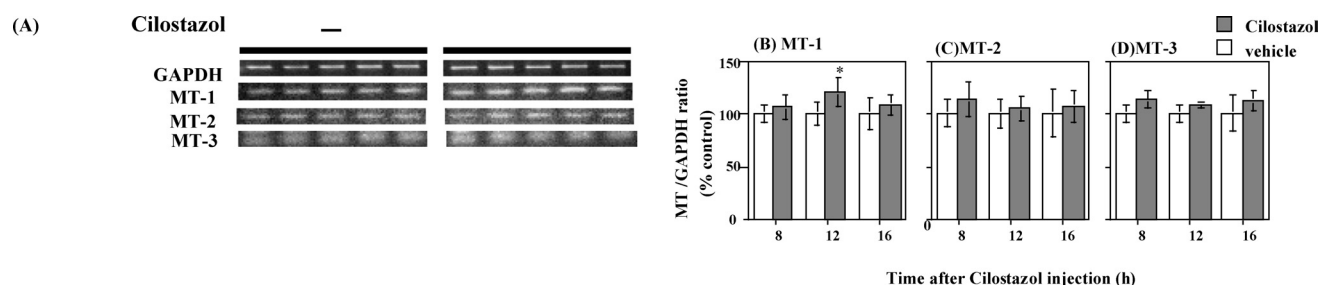 (A)
Cilostazol
—
GAPDH
MT-1
MT-2
MT-3
Cilostazol
vehicle
(B) MT-1
(C)MT-2
(D)MT-3
MT /GAPDH ratio
(% control)
150
100
50
0
*
8 12 16
0
8 12 16
8 12 16
Time after Cilostazol injection (h)